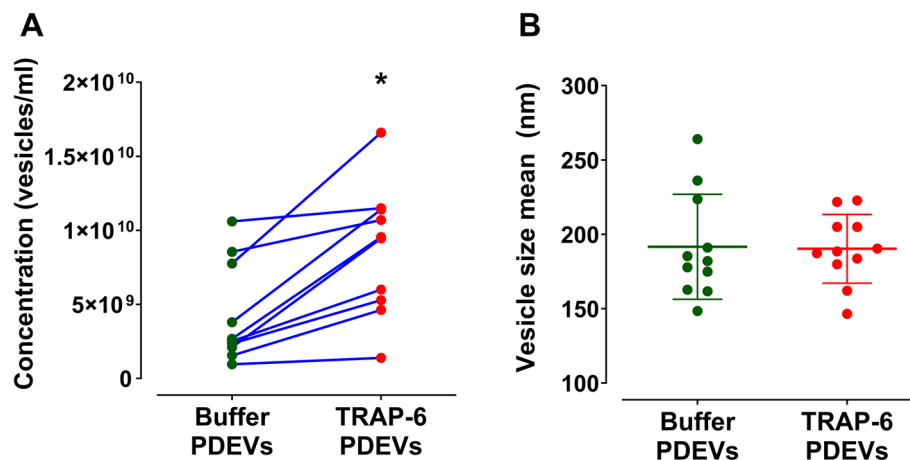 A
Concentration (vesicles/ml)
2×10¹⁰
1.5×10¹⁰
1×10¹⁰
5×10⁹
0
*
Buffer
PDEVs
TRAP-6
PDEVs
B
Vesicle size mean (nm)
300
250
200
150
100
Buffer
PDEVs
TRAP-6
PDEVs